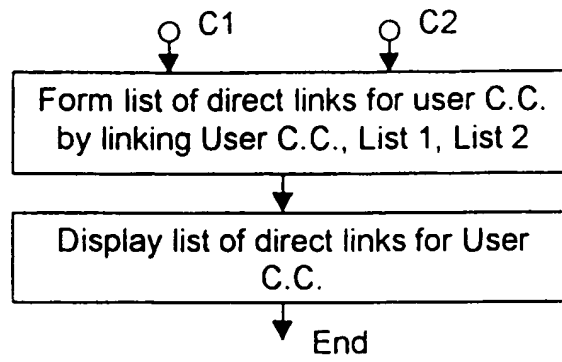 C1
C2
Form list of direct links for user C.C.
by linking User C.C., List 1, List 2
Display list of direct links for User
C.C.
End